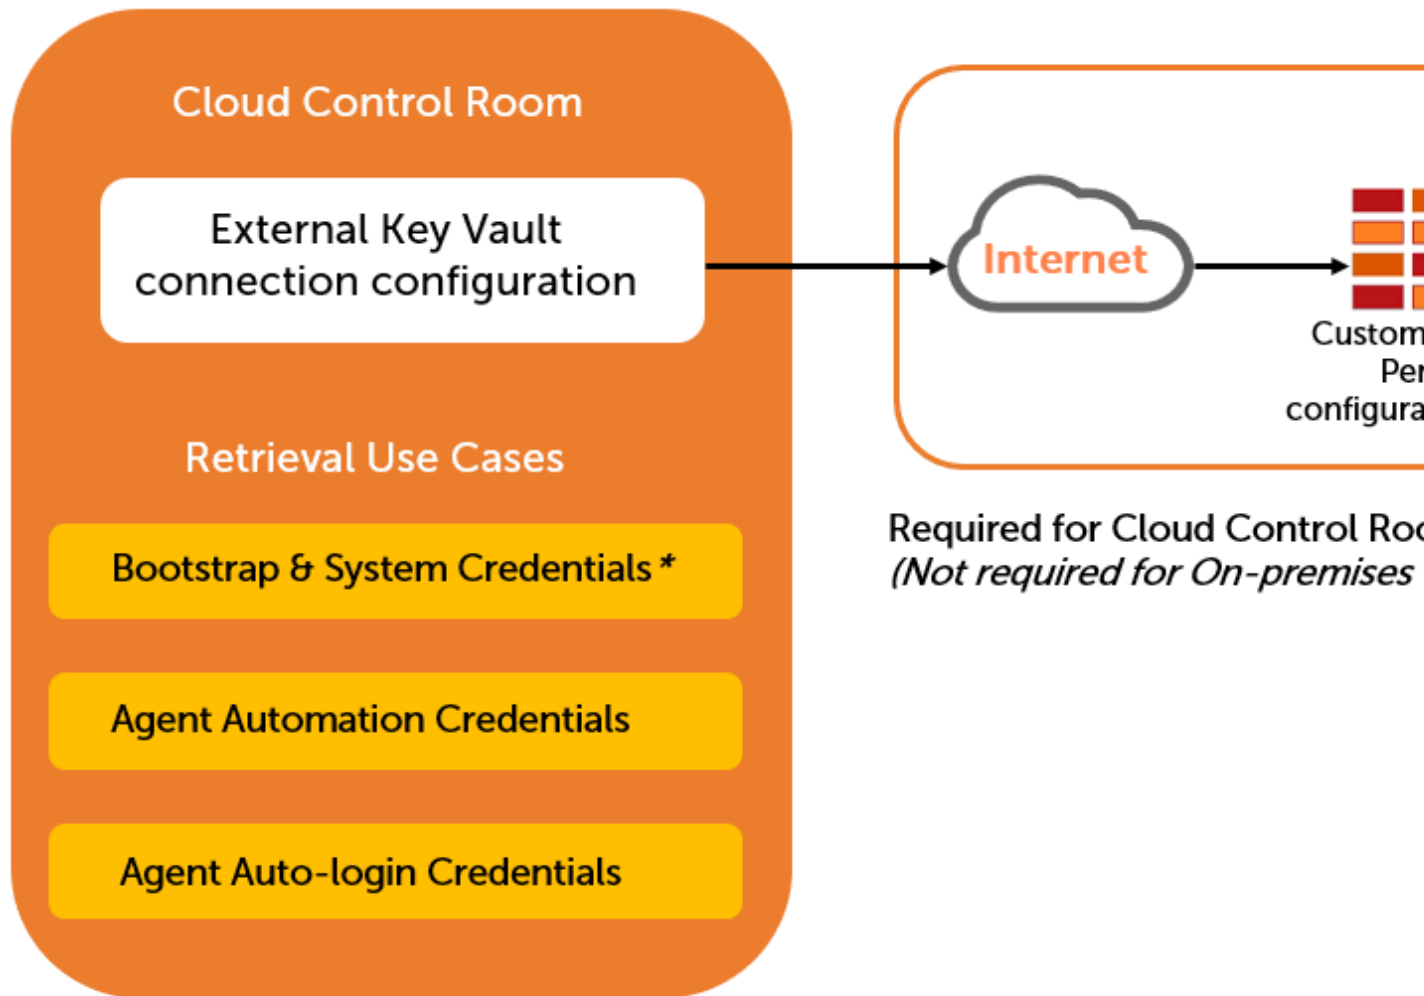 Cloud Control Room
External Key Vault
connection configuration
Internet
Retrieval Use Cases
Bootstrap & System Credentials *
Agent Automation Credentials
Agent Auto-login Credentials
Required for Cloud Control
(Not required for On-premises